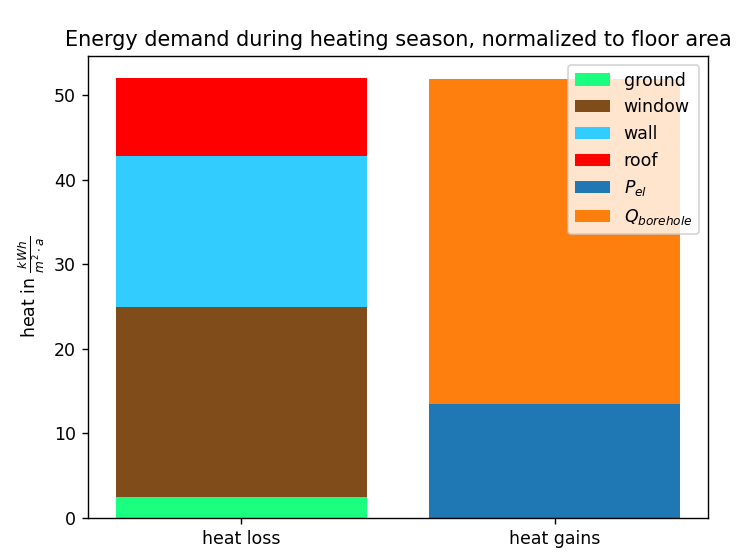 Energy demand during heating season, normalized to floor area
heat in kWh/m²·a
50
40
30
20
10
0
ground
window
wall
roof
P_el
Q_borehole
heat loss
heat gains